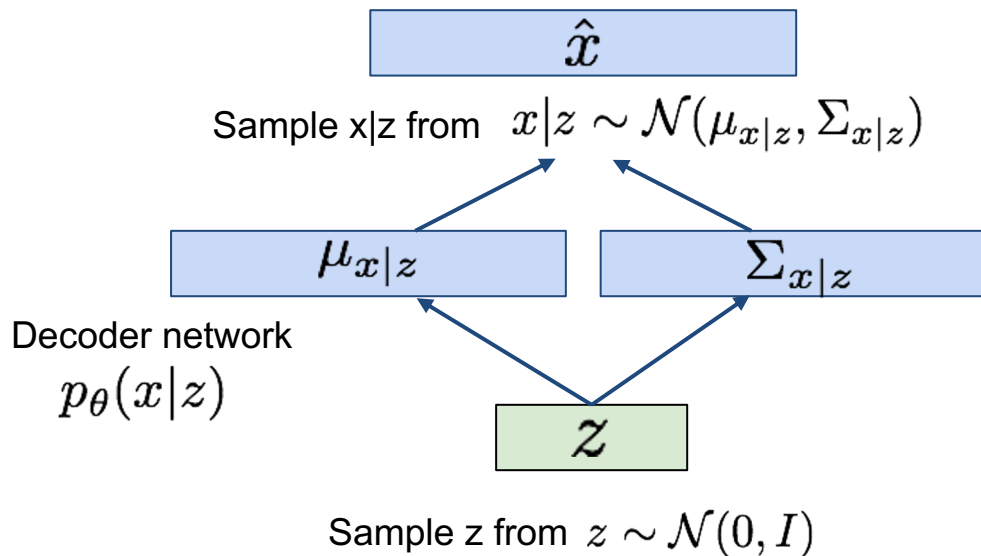 x̂
Sample x|z from x|z ∼ 𝒩(μ_{x|z}, Σ_{x|z})
μ_{x|z} Σ_{x|z}
Decoder network
p_θ(x|z)
z
Sample z from z ∼ 𝒩(0, I)